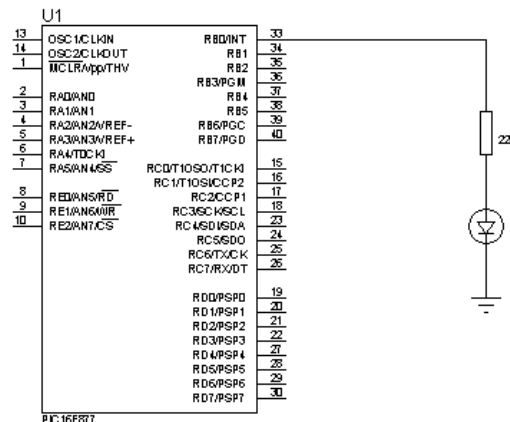 U1
13 OSC1/CLKIN RB0/INT 33
14 OSC2/CLKOUT RB1 34
1 MCLR/Vpp/THV RB2 35
RB3/PGM 36
2 RA0/AN0 RB4 37
3 RA1/AN1 RB5 38
4 RA2/AN2/VREF- RB6/PGC 39
5 RA3/AN3/VREF+ RB7/PGD 40
6 RA4/T0CKI
7 RA5/AN4/SS RC0/T1OSO/T1CKI 15
RC1/T1OSI/CCP2 16
8 RE0/AN5/RD RC2/CCP1 17
9 RE1/AN6/WR RC3/SCK/SCL 18
10 RE2/AN7/CS RC4/SDI/SDA 23
RC5/SDO 24
RC6/TX/CK 25
RC7/RX/DT 26
RD0/PSP0 19
RD1/PSP1 20
RD2/PSP2 21
RD3/PSP3 22
RD4/PSP4 27
RD5/PSP5 28
RD6/PSP6 29
RD7/PSP7 30
PIC16F877